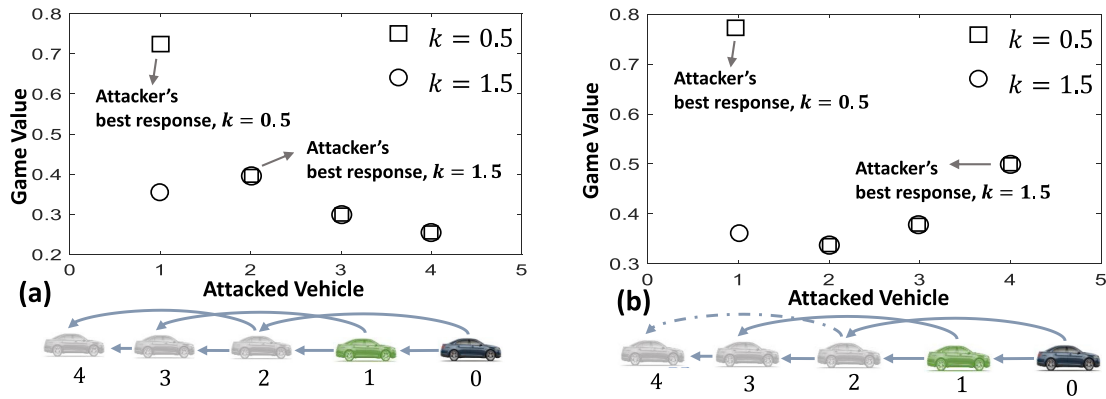 0.8
0.7
0.6
0.5
0.4
0.3
0.2
Game Value
k = 0.5
k = 1.5
Attacker's
best response, k = 0.5
Attacker's
best response, k = 1.5
0 1 2 3 4 5
(a)
Attacked Vehicle
4 3 2 1 0
0.8
0.7
0.6
0.5
0.4
0.3
Game Value
k = 0.5
k = 1.5
Attacker's
best response, k = 0.5
Attacker's
best response, k = 1.5
0 1 2 3 4 5
(b)
Attacked Vehicle
4 3 2 1 0